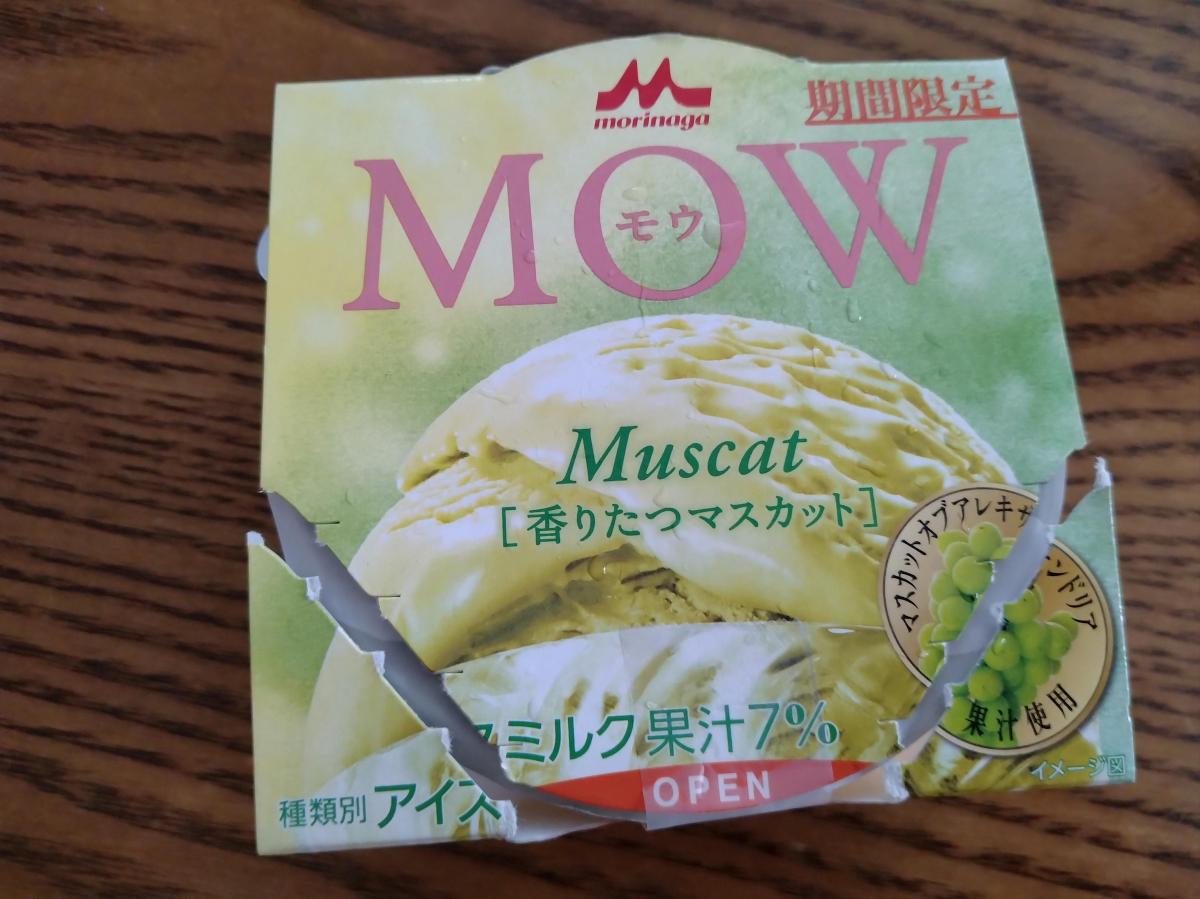 morinaga
期間限定
MOW
モウ
Muscat
[香りたつマスカット]
マスカットオブアレキサンドリア
果汁使用
種類別 アイスミルク 果汁7%
OPEN
イメージ図